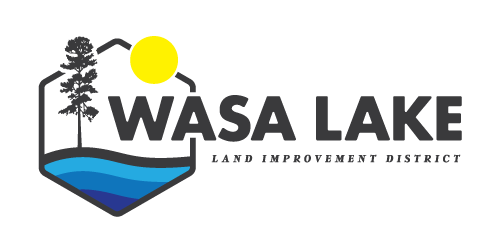 WASA LAKE
LAND IMPROVEMENT DISTRICT